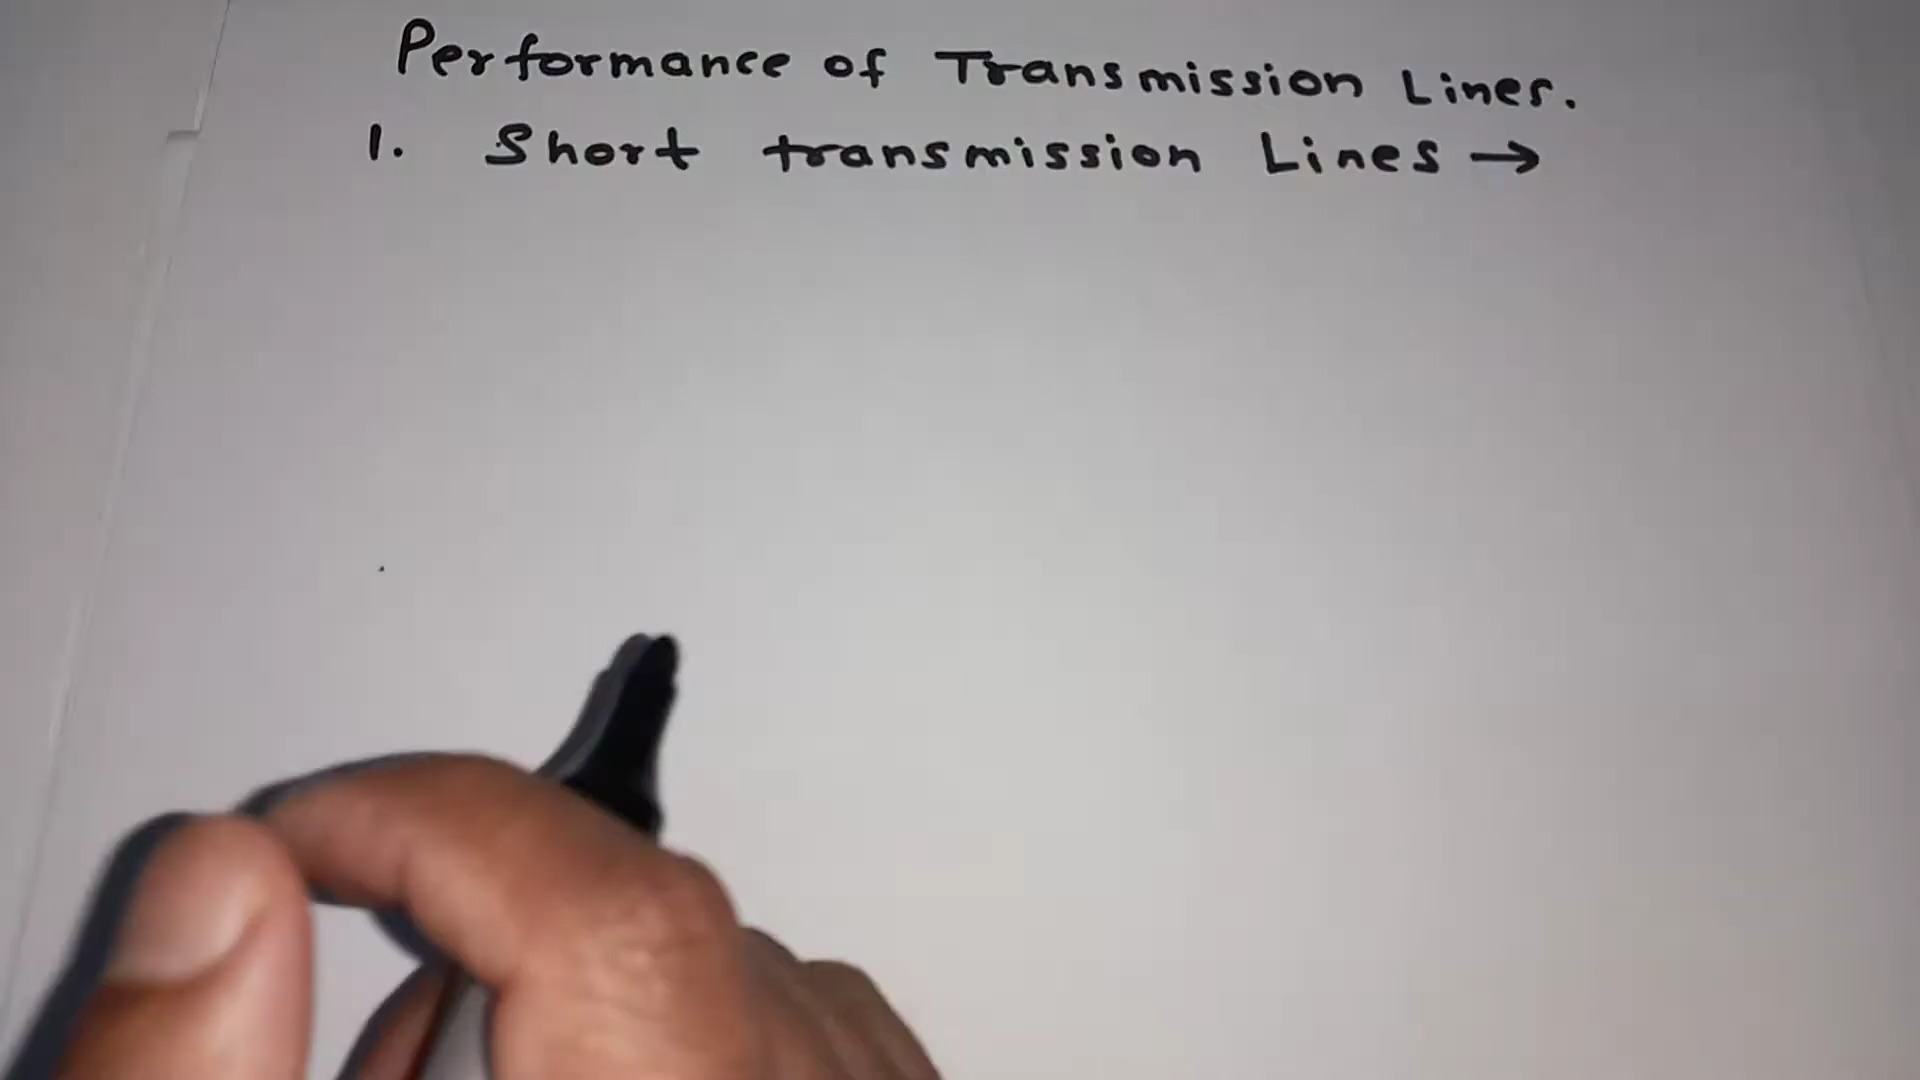 Performance of Transmission Lines.
1. Short transmission Lines →